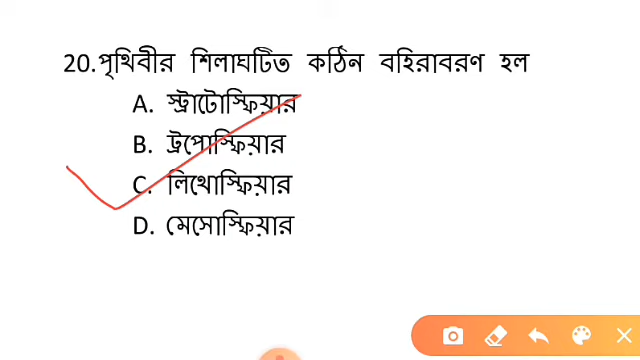 20.পৃথিবীর শিলাঘটিত কঠিন বহিরাবরণ হল
A. স্ট্রাটোস্ফিয়ার
B. ট্রপোস্ফিয়ার
C. লিথোস্ফিয়ার
D. মেসোস্ফিয়ার